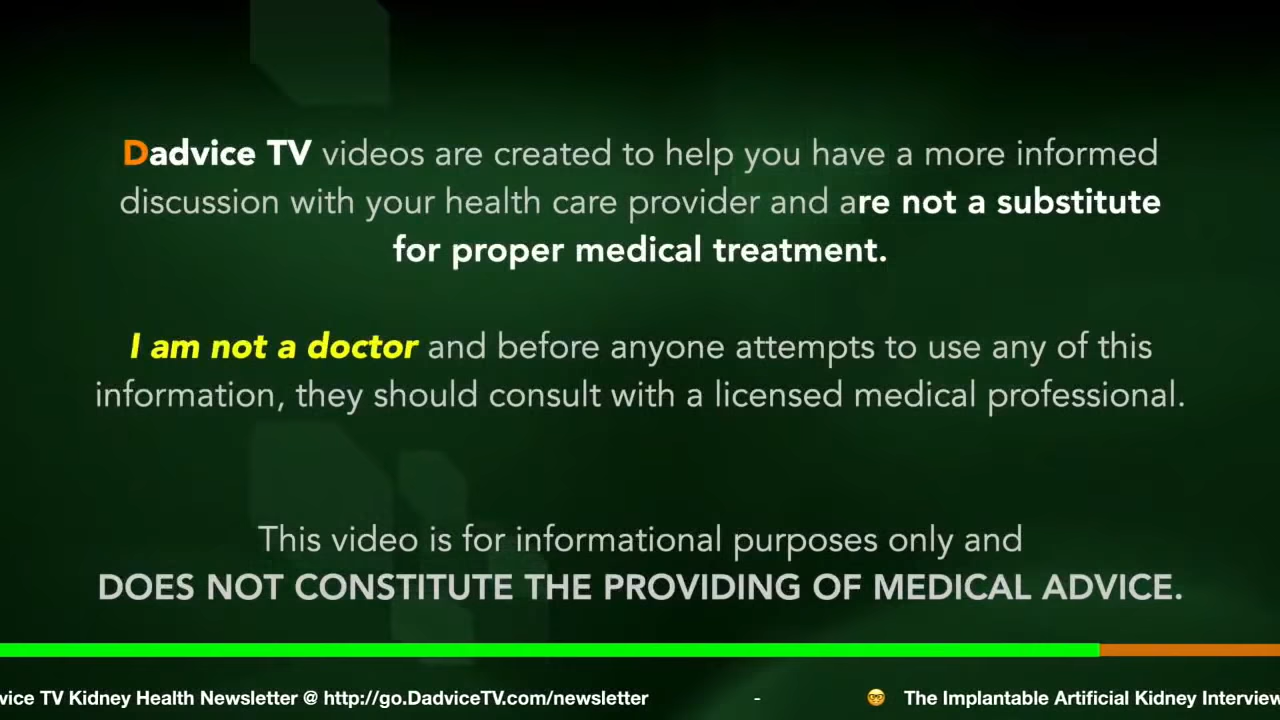 Dadvice TV videos are created to help you have a more informed
discussion with your health care provider and are not a substitute
for proper medical treatment.
I am not a doctor and before anyone attempts to use any of this
information, they should consult with a licensed medical professional.
This video is for informational purposes only and
DOES NOT CONSTITUTE THE PROVIDING OF MEDICAL ADVICE.
vice TV Kidney Health Newsletter @ http://go.DadviceTV.com/newsletter - 🤓 The Implantable Artificial Kidney Interview